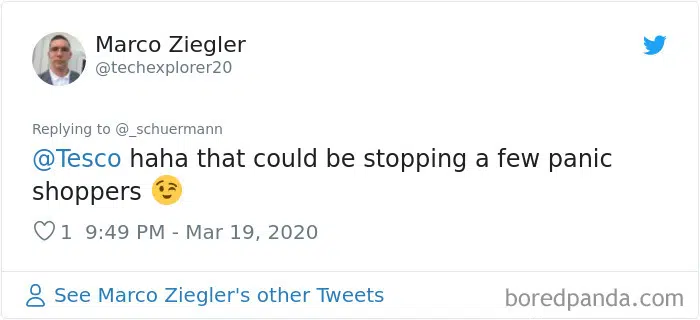 Marco Ziegler
@techexplorer20
Replying to @_schuermann
@Tesco haha that could be stopping a few panic
shoppers 😉
1 9:49 PM - Mar 19, 2020
See Marco Ziegler's other Tweets
boredpanda.com